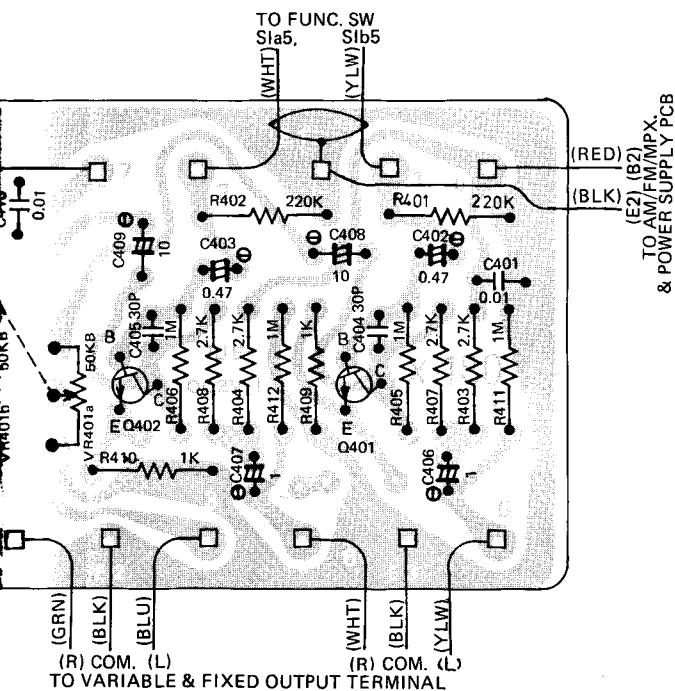 TO FUNC. SW
SIa5, SIb5
(WHT)
(YLW)
(RED)
(BLK)
(B2)
(E2)
TO AM/FM/MPX.
& POWER SUPPLY PCB
0.01
R402 220K
R401 220K
C409
10
C403
0.47
C408
10
C402
0.47
C401
0.01
C405 30P
C404 30P
50KB
50KB
VR401b
VR401a
B
C
E
Q402
R406
1M
R408
2.7K
R404
2.7K
R412
1M
R409
1K
B
C
E
Q401
R405
1M
R407
2.7K
R403
2.7K
R411
1M
R410 1K
C407
1
C406
1
(GRN)
(BLK)
(BLU)
(WHT)
(BLK)
(YLW)
(R) COM. (L)
(R) COM. (L)
TO VARIABLE & FIXED OUTPUT TERMINAL